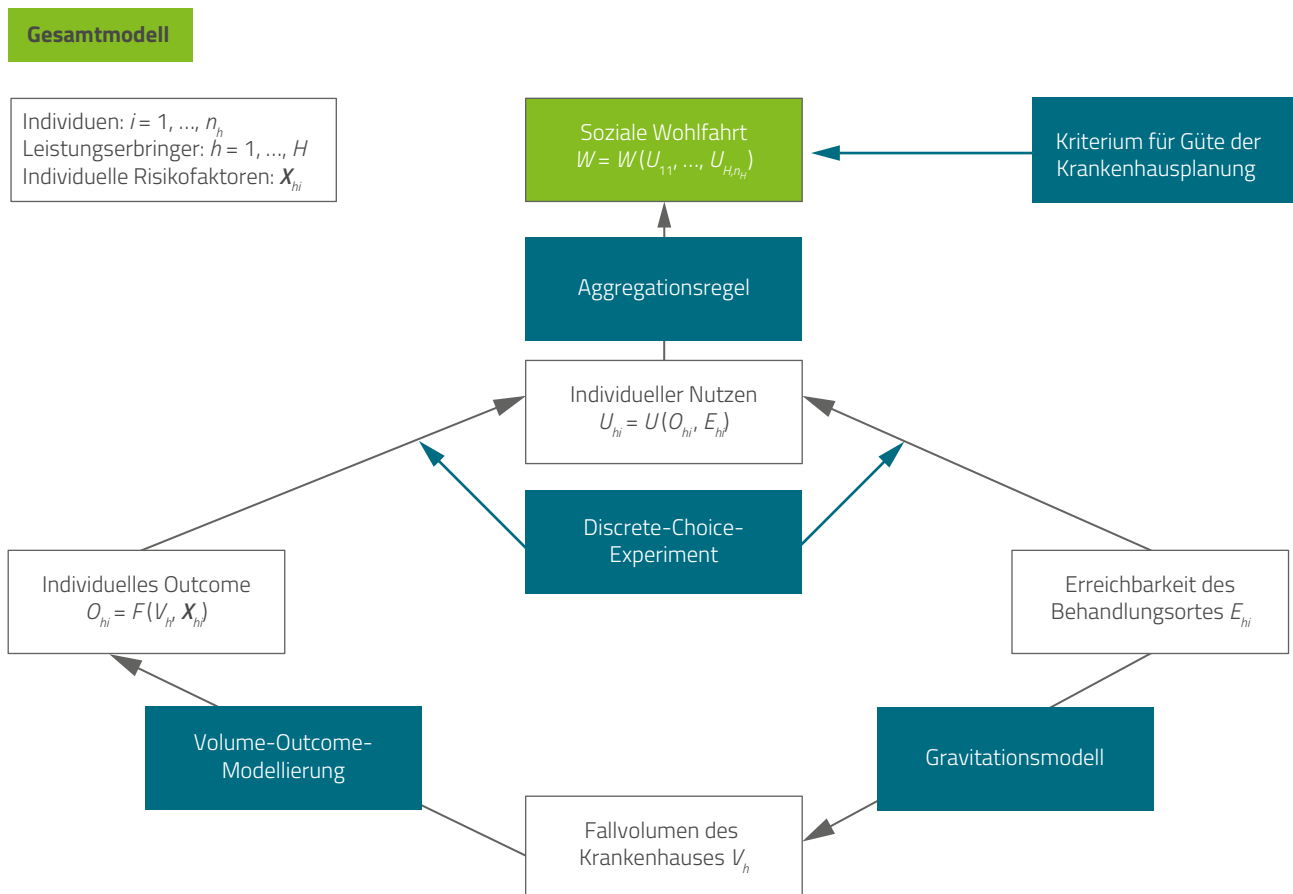 Gesamtmodell
Individuen: i = 1, ..., n_h
Leistungserbringer: h = 1, ..., H
Individuelle Risikofaktoren: X_hi
Soziale Wohlfahrt
W = W(U_11, ..., U_H,n_H)
Kriterium für Güte der
Krankenhausplanung
Aggregationsregel
Individueller Nutzen
U_hi = U(O_hi, E_hi)
Discrete-Choice-
Experiment
Individuelles Outcome
O_hi = F(V_h, X_hi)
Erreichbarkeit des
Behandlungsortes E_hi
Volume-Outcome-
Modellierung
Gravitationsmodell
Fallvolumen des
Krankenhauses V_h